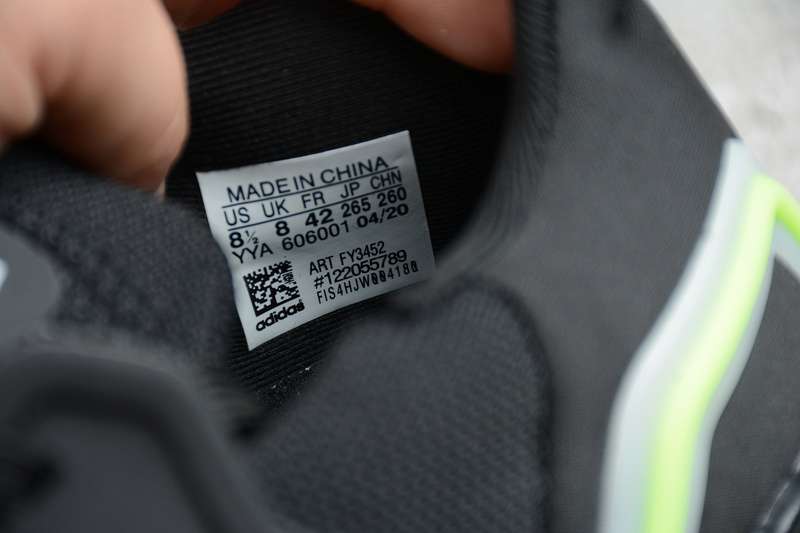 MADE IN CHINA
US UK FR JP CHN
8½ 8 42 265 260
YYA 606001 04/20
ART FY3452
#122055789
FIS4HJW004180
adidas